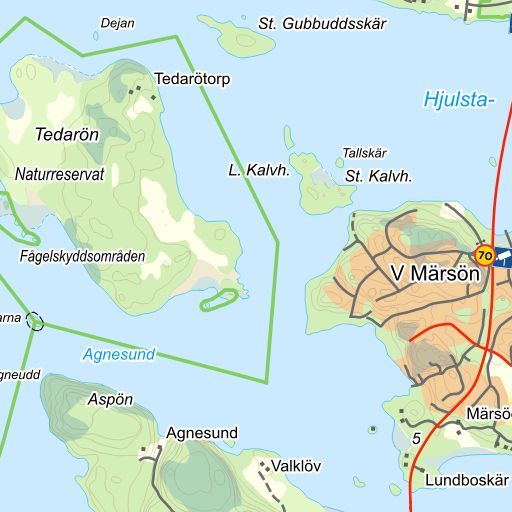 Dejan
St. Gubbuddsskär
Tedarötorp
Hjulsta-
Tedarön
Tallskär
Naturreservat
L. Kalvh.
St. Kalvh.
Fågelskyddsområden
70
V Märsön
arna
Agnesund
gneudd
Aspön
Märsö
Agnesund
5
Valklöv
Lundboskär